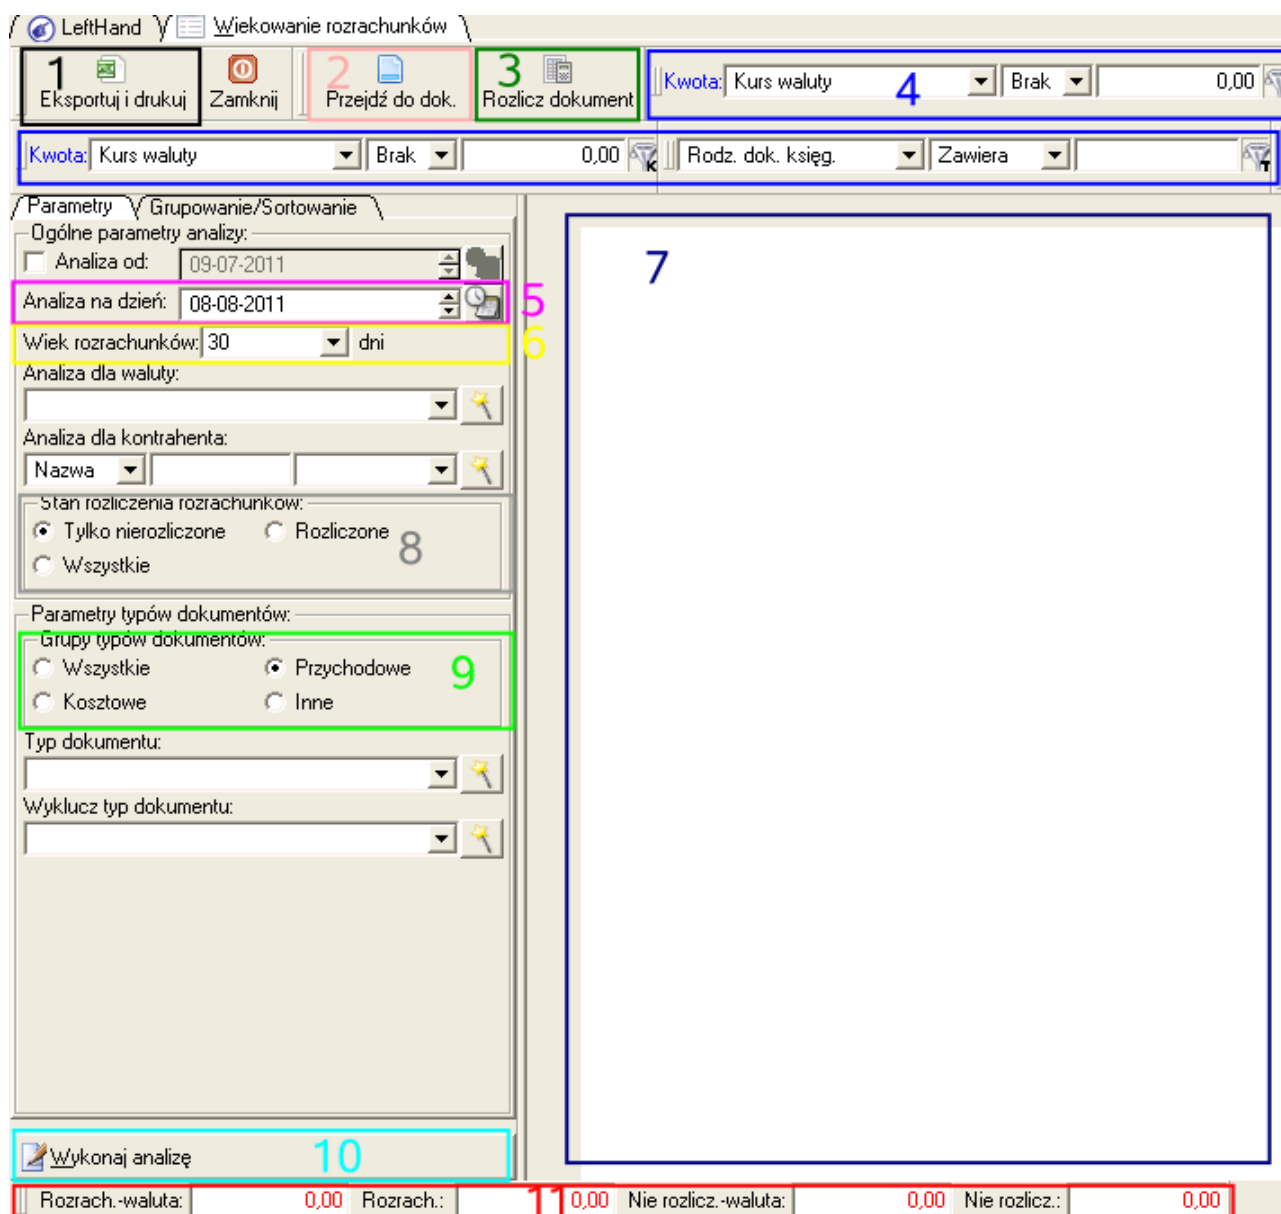 LeftHand Wiekowanie rozrachunków
1 2 3
Eksportuj i drukuj Zamknij Przejdź do dok. Rozlicz dokument Kwota: Kurs waluty 4 Brak 0,00
Kwota: Kurs waluty Brak 0,00 K Rodz. dok. księg. Zawiera T
Parametry Grupowanie/Sortowanie
Ogólne parametry analizy:
Analiza od: 09-07-2011 7
Analiza na dzień: 08-08-2011 5
Wiek rozrachunków: 30 dni 6
Analiza dla waluty:
Analiza dla kontrahenta:
Nazwa
Stan rozliczenia rozrachunków:
Tylko nierozliczone Rozliczone 8
Wszystkie
Parametry typów dokumentów:
Grupy typów dokumentów:
Wszystkie Przychodowe 9
Kosztowe Inne
Typ dokumentu:
Wyklucz typ dokumentu:
Wykonaj analizę 10
Rozrach.-waluta: 0,00 Rozrach.: 11 0,00 Nie rozlicz.-waluta: 0,00 Nie rozlicz.: 0,00